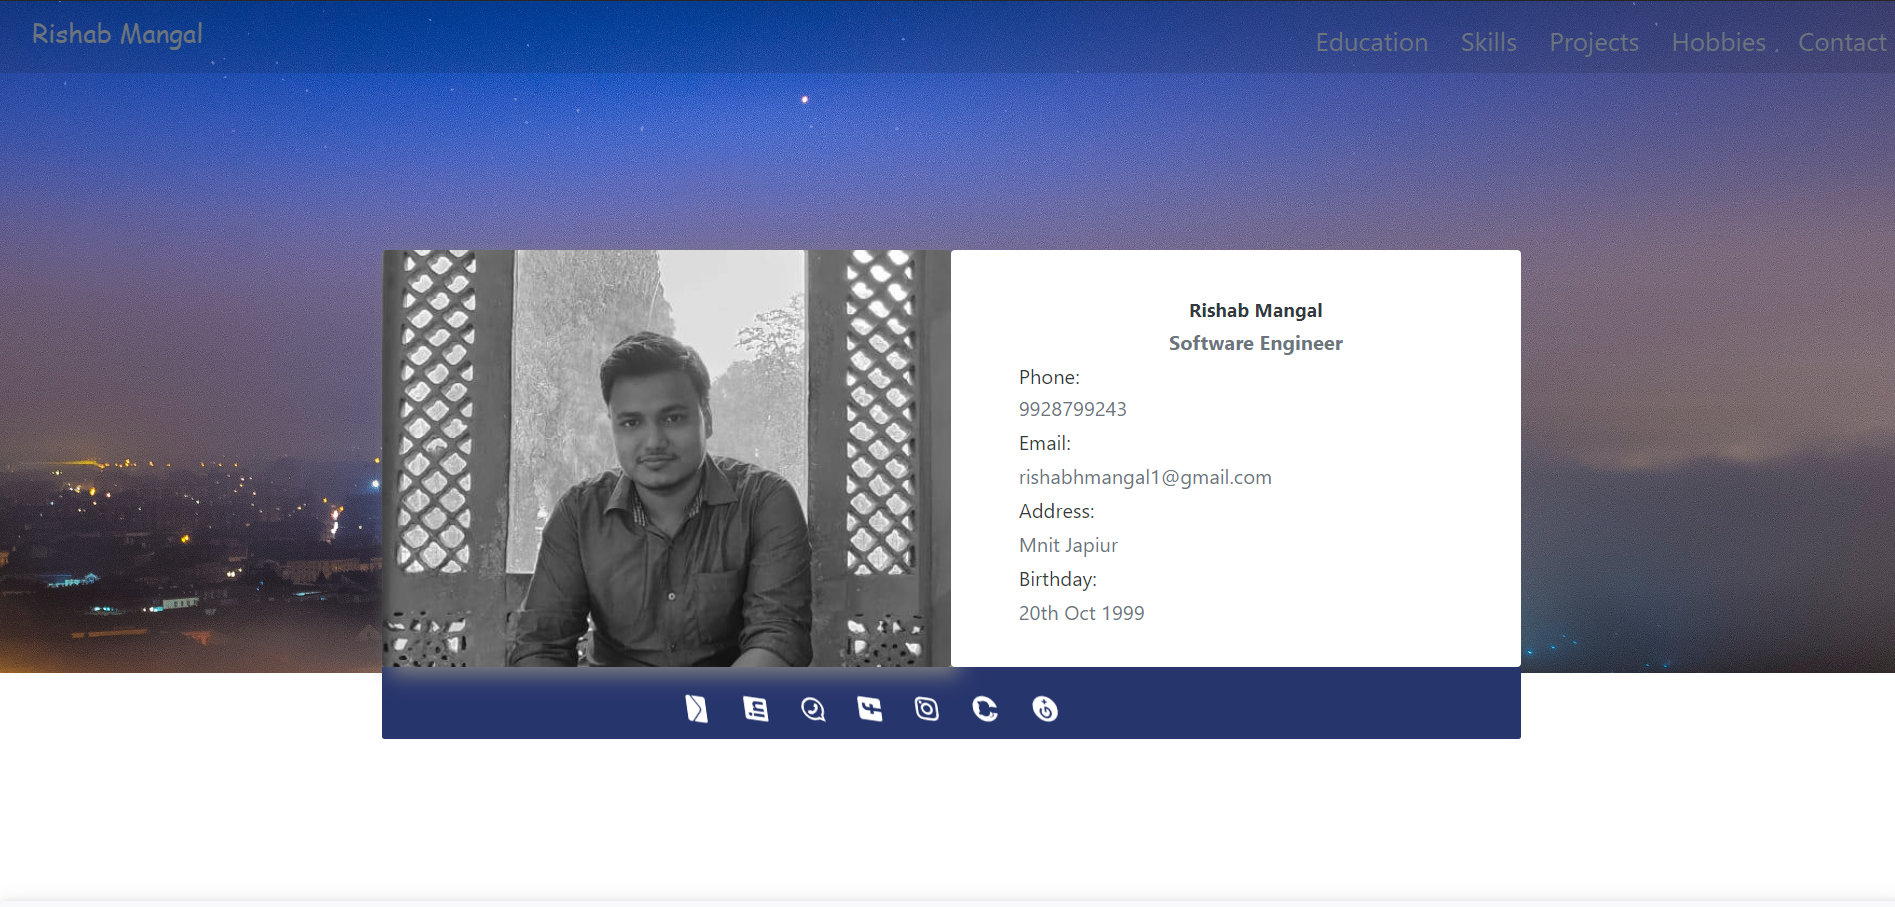 Rishab Mangal
Education Skills Projects Hobbies Contact
Rishab Mangal
Software Engineer
Phone:
9928799243
Email:
rishabhmangal1@gmail.com
Address:
Mnit Japiur
Birthday:
20th Oct 1999